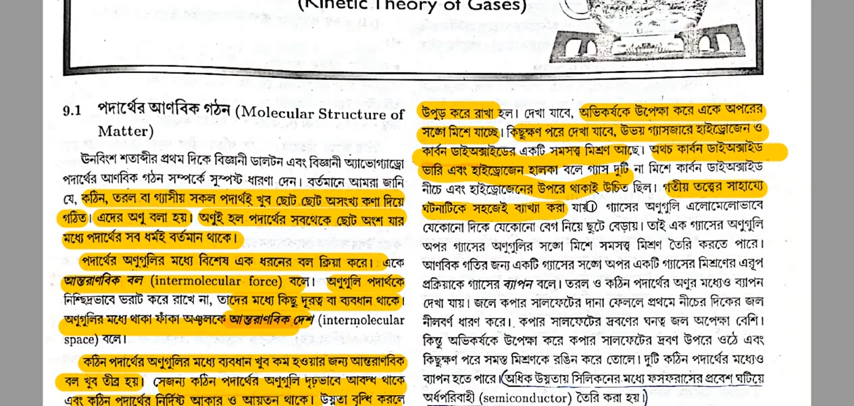 (Kinetic Theory of Gases)
9.1 পদার্থের আণবিক গঠন (Molecular Structure of
Matter)
ঊনবিংশ শতাব্দীর প্রথম দিকে বিজ্ঞানী ডালটন এবং বিজ্ঞানী অ্যাভোগাড্রো
পদার্থের আণবিক গঠন সম্পর্কে সুস্পষ্ট ধারণা দেন। বর্তমানে আমরা জানি
যে, কঠিন, তরল বা গ্যাসীয় সকল পদার্থই খুব ছোট ছোট অসংখ্য কণা দিয়ে
গঠিত। এদের অণু বলা হয়। অণুই হল পদার্থের সবথেকে ছোট অংশ যার
মধ্যে পদার্থের সব ধর্মই বর্তমান থাকে।
পদার্থের অণুগুলির মধ্যে বিশেষ এক ধরনের বল ক্রিয়া করে। একে
আন্তরাণবিক বল (intermolecular force) বলে। অণুগুলি পদার্থকে
নিশ্ছিদ্রভাবে ভরাট করে রাখে না, তাদের মধ্যে কিছু দূরত্ব বা ব্যবধান থাকে।
অণুগুলির মধ্যে থাকা ফাঁকা অঞ্চলকে আন্তরাণবিক দেশ (intermolecular
space) বলে।
কঠিন পদার্থের অণুগুলির মধ্যে ব্যবধান খুব কম হওয়ার জন্য আন্তরাণবিক
বল খুব তীব্র হয়। সেজন্য কঠিন পদার্থের অণুগুলি দৃঢ়ভাবে আবদ্ধ থাকে
এবং কঠিন পদার্থের নির্দিষ্ট আকার ও আয়তন থাকে। উষ্ণতা বৃদ্ধি করলে
উপুড় করে রাখা হল। দেখা যাবে, অভিকর্ষকে উপেক্ষা করে একে অপরের
সঙ্গে মিশে যাচ্ছে। কিছুক্ষণ পরে দেখা যাবে, উভয় গ্যাসজারে হাইড্রোজেন ও
কার্বন ডাইঅক্সাইডের একটি সমসত্ত্ব মিশ্রণ আছে। অথচ কার্বন ডাইঅক্সাইড
ভারি এবং হাইড্রোজেন হালকা বলে গ্যাস দুটি না মিশে কার্বন ডাইঅক্সাইড
নীচে এবং হাইড্রোজেনের উপরে থাকাই উচিত ছিল। গতীয় তত্ত্বের সাহায্যে
ঘটনাটিকে সহজেই ব্যাখ্যা করা যায়। গ্যাসের অণুগুলি এলোমেলোভাবে
যেকোনো দিকে যেকোনো বেগ নিয়ে ছুটে বেড়ায়। তাই এক গ্যাসের অণুগুলি
অপর গ্যাসের অণুগুলির সঙ্গে মিশে সমসত্ত্ব মিশ্রণ তৈরি করতে পারে।
আণবিক গতির জন্য একটি গ্যাসের সঙ্গে অপর একটি গ্যাসের মিশ্রণের এরূপ
প্রক্রিয়াকে গ্যাসের ব্যাপন বলে। তরল ও কঠিন পদার্থের অণুর মধ্যেও ব্যাপন
দেখা যায়। জলে কপার সালফেটের দানা ফেললে প্রথমে নীচের দিকের জল
নীলবর্ণ ধারণ করে। কপার সালফেটের দ্রবণের ঘনত্ব জল অপেক্ষা বেশি।
কিন্তু অভিকর্ষকে উপেক্ষা করে কপার সালফেটের দ্রবণ উপরে ওঠে এবং
কিছুক্ষণ পরে সমস্ত মিশ্রণকে রঙিন করে তোলে। দুটি কঠিন পদার্থের মধ্যেও
ব্যাপন হতে পারে। (অধিক উষ্ণতায় সিলিকনের মধ্যে ফসফরাসের প্রবেশ ঘটিয়ে
অর্ধপরিবাহী (semiconductor) তৈরি করা হয়।)